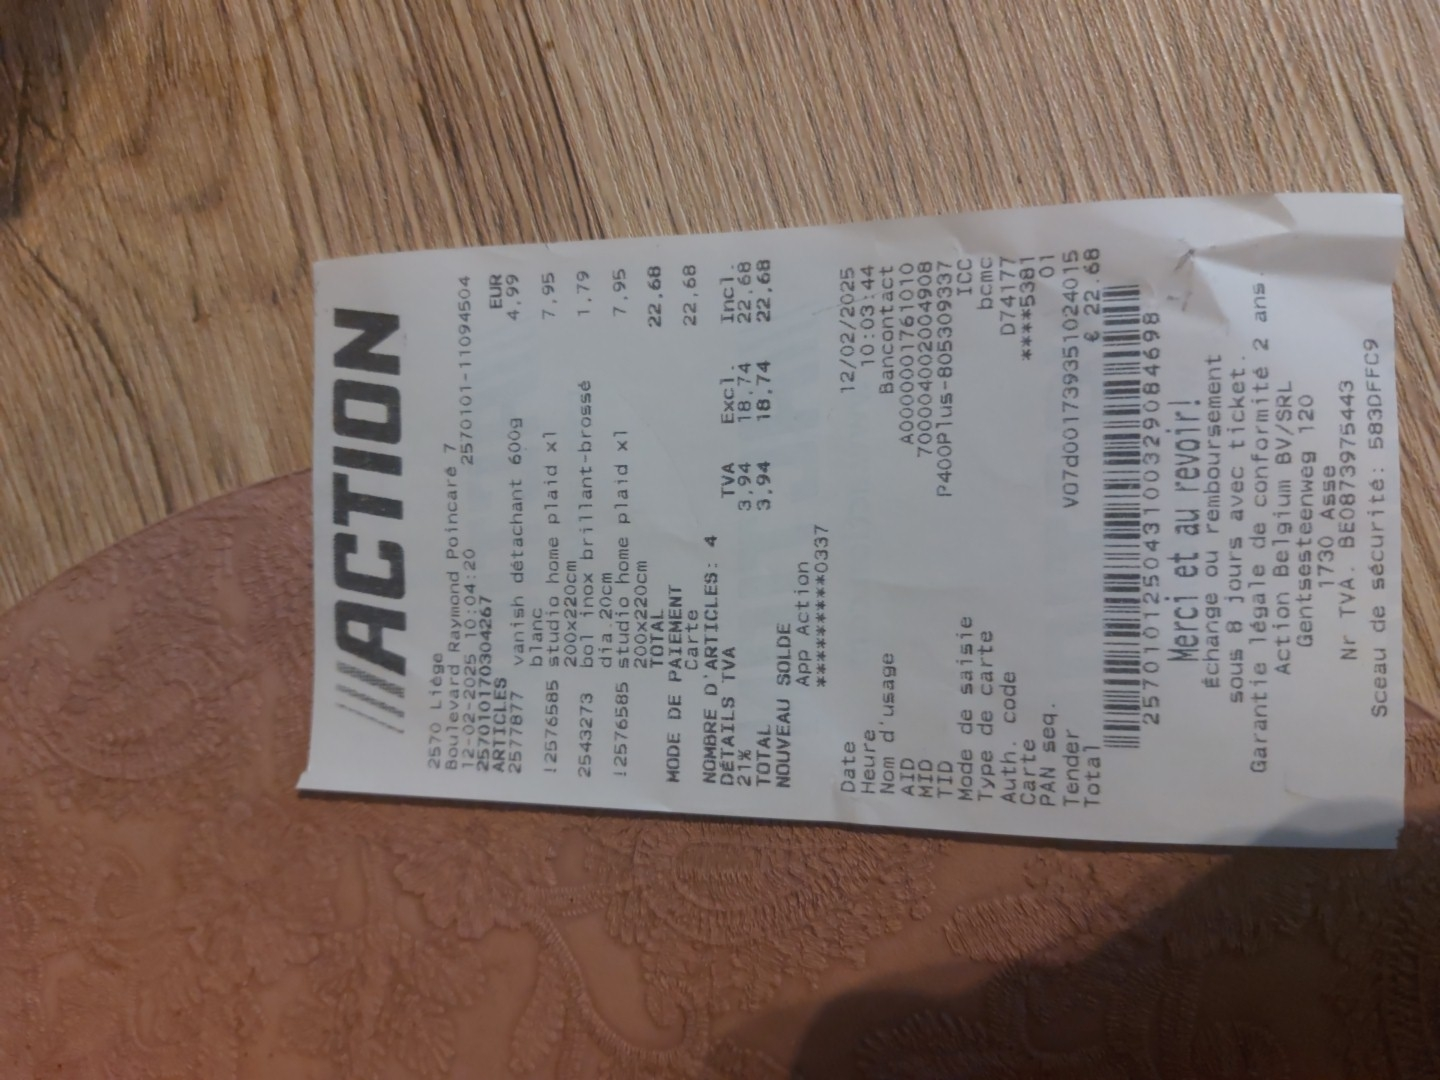 ACTION
2570 Liége
Boulevard Raymond Poincaré 7
12-02-2025 10:04:20 2570101-11094504
257010170304267
ARTICLES EUR
2577877 vanish détachant 600g 4,99
blanc
!2576585 studio home plaid x1 7,95
200x220cm
2543273 bol inox brillant-brossé 1,79
dia.20cm
!2576585 studio home plaid x1 7,95
200x220cm
TOTAL 22,68
MODE DE PAIEMENT
Carte 22,68
NOMBRE D'ARTICLES: 4
DÉTAILS TVA TVA Excl. Incl.
21% 3,94 18,74 22,68
TOTAL 3,94 18,74 22,68
NOUVEAU SOLDE
App Action
*********0337
Date 12/02/2025
Heure 10:03:44
Nom d'usage Bancontact
AID A0000001761010
MID 700004002004908
TID P400Plus-805309337
Mode de saisie ICC
Type de carte bcmc
Auth. code D74177
Carte ****5381
PAN seq. 01
Tender V07d001739351024015
Total € 22.68
2570101125043100329084698
Merci et au revoir!
Échange ou remboursement
sous 8 jours avec ticket.
Garantie légale de conformité 2 ans.
Action Belgium BV/SRL
Gentsesteenweg 120
1730 Asse
Nr TVA. BE0873975443
Sceau de sécurité: 583DFFC9